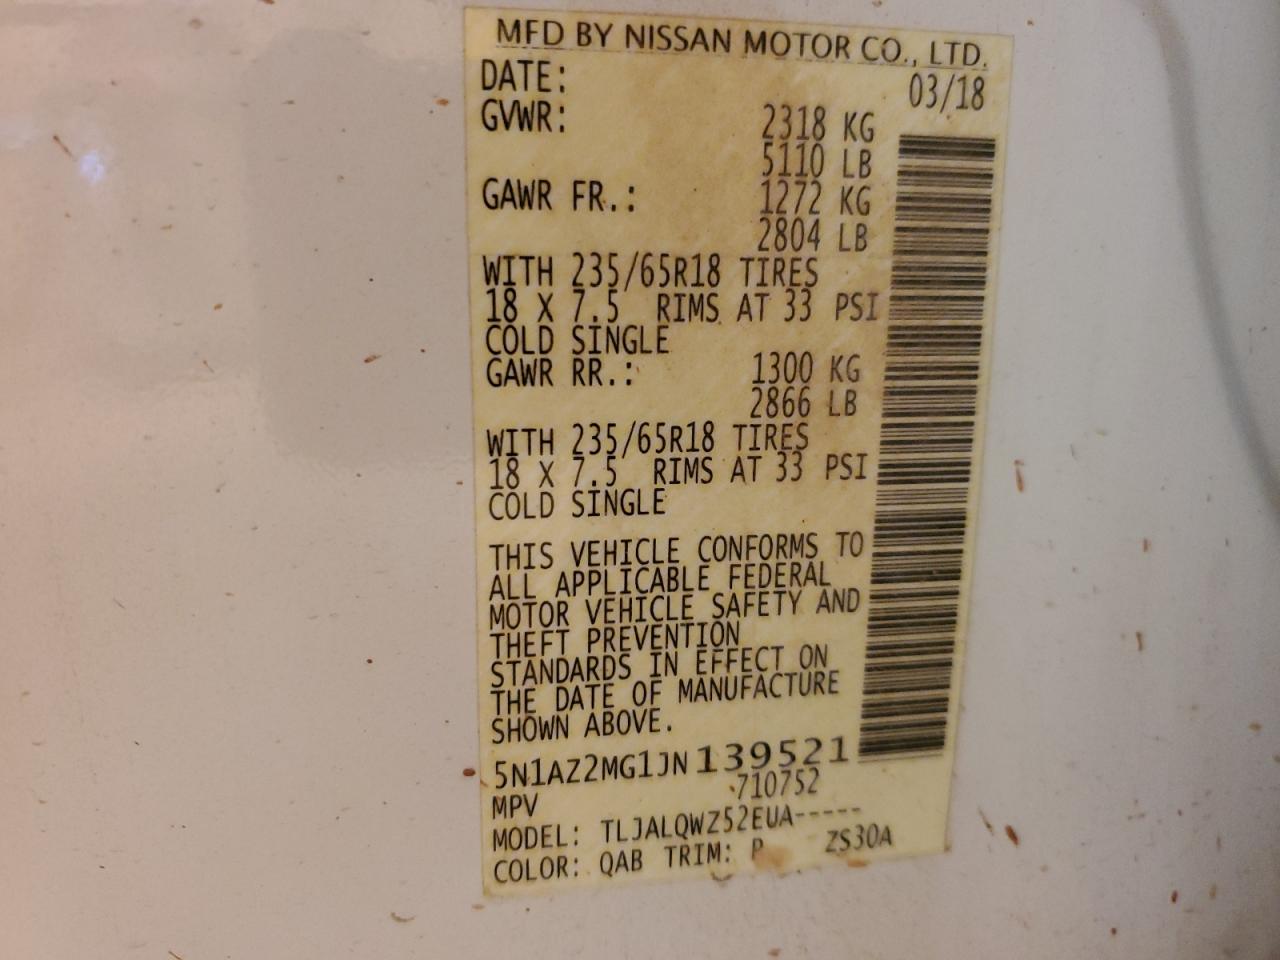 MFD BY NISSAN MOTOR CO., LTD.
DATE: 03/18
GVWR: 2318 KG
5110 LB
GAWR FR.: 1272 KG
2804 LB
WITH 235/65R18 TIRES
18 X 7.5 RIMS AT 33 PSI
COLD SINGLE
GAWR RR.: 1300 KG
2866 LB
WITH 235/65R18 TIRES
18 X 7.5 RIMS AT 33 PSI
COLD SINGLE
THIS VEHICLE CONFORMS TO
ALL APPLICABLE FEDERAL
MOTOR VEHICLE SAFETY AND
THEFT PREVENTION
STANDARDS IN EFFECT ON
THE DATE OF MANUFACTURE
SHOWN ABOVE.
5N1AZ2MG1JN139521
MPV 710752
MODEL: TLJALQWZ52EUA-----
COLOR: QAB TRIM: P ZS30A